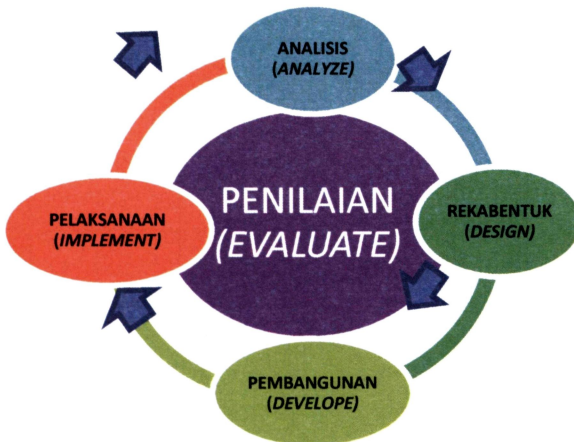 ANALISIS
(ANALYZE)
PENILAIAN
(EVALUATE)
REKABENTUK
(DESIGN)
PELAKSANAAN
(IMPLEMENT)
PEMBANGUNAN
(DEVELOPE)